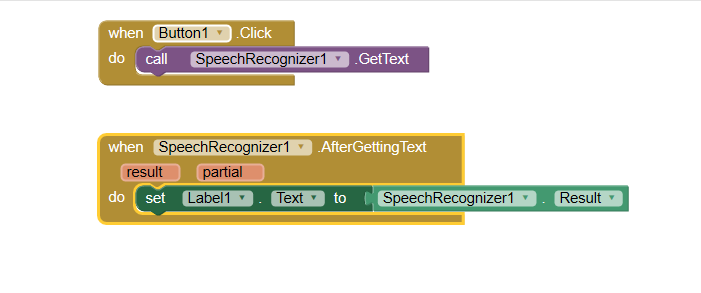 when Button1 .Click
do call SpeechRecognizer1 .GetText
when SpeechRecognizer1 .AfterGettingText
result partial
do set Label1 . Text to SpeechRecognizer1 . Result